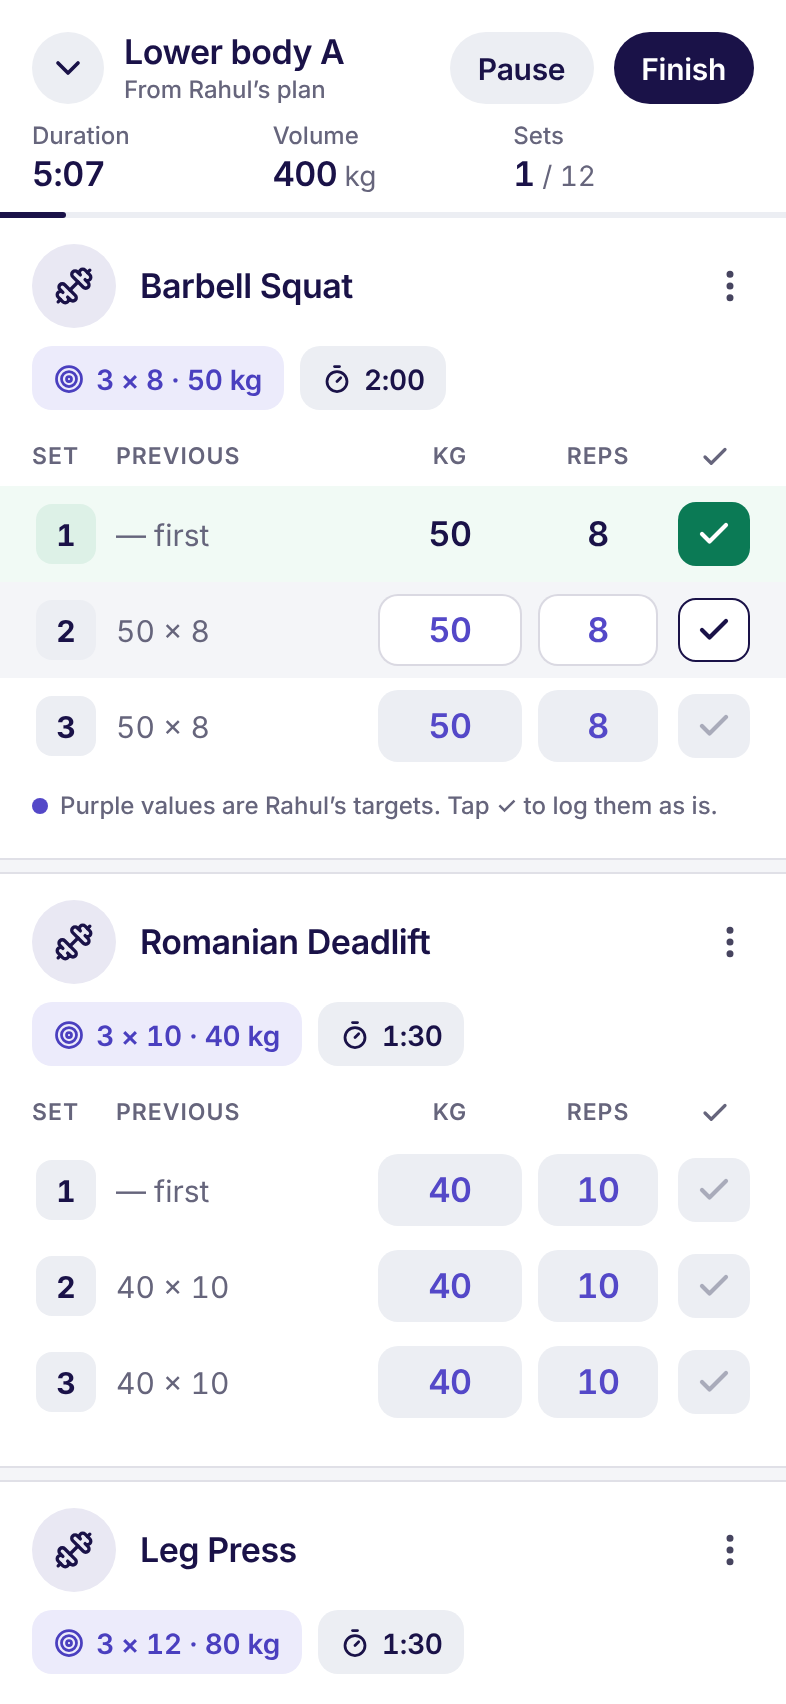 Lower body A
From Rahul’s plan
Pause
Finish
Duration Volume Sets
5:07 400 kg 1 / 12
Barbell Squat
3 × 8 · 50 kg 2:00
SET PREVIOUS KG REPS ✓
1 — first 50 8 ✓
2 50 × 8 50 8 ✓
3 50 × 8 50 8 ✓
Purple values are Rahul’s targets. Tap ✓ to log them as is.
Romanian Deadlift
3 × 10 · 40 kg 1:30
SET PREVIOUS KG REPS ✓
1 — first 40 10 ✓
2 40 × 10 40 10 ✓
3 40 × 10 40 10 ✓
Leg Press
3 × 12 · 80 kg 1:30